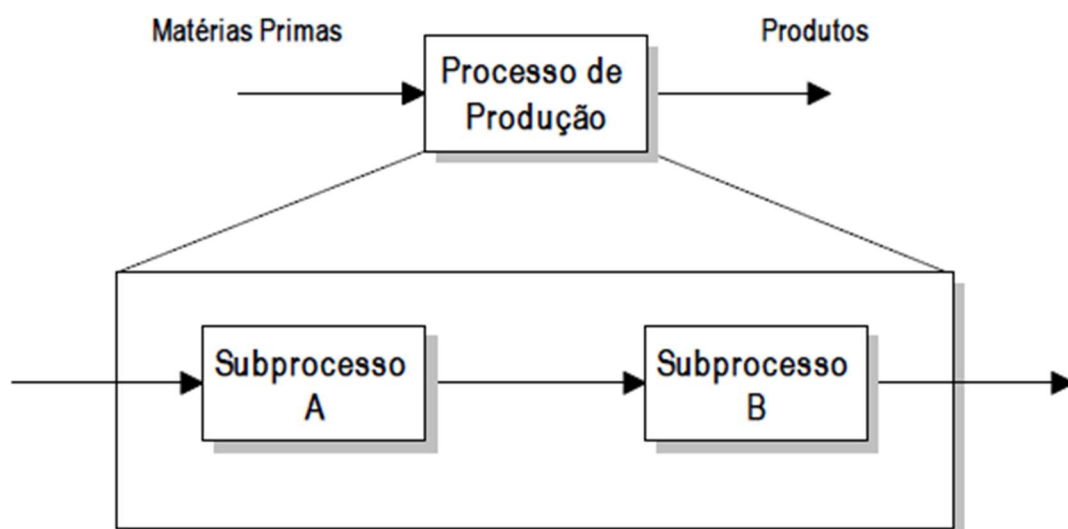 Matérias Primas
Produtos
Processo de
Produção
Subprocesso
A
Subprocesso
B